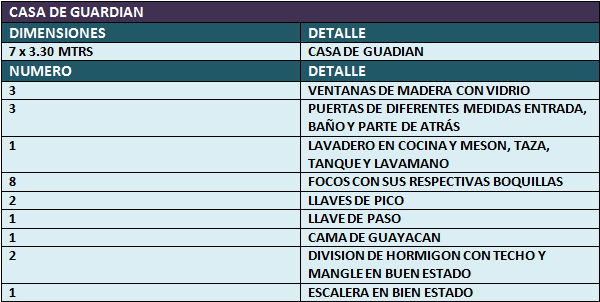 CASA DE GUARDIAN
DIMENSIONES DETALLE
7 x 3.30 MTRS CASA DE GUADIAN
NUMERO DETALLE
3 VENTANAS DE MADERA CON VIDRIO
3 PUERTAS DE DIFERENTES MEDIDAS ENTRADA,
BAÑO Y PARTE DE ATRÁS
1 LAVADERO EN COCINA Y MESON, TAZA,
TANQUE Y LAVAMANO
8 FOCOS CON SUS RESPECTIVAS BOQUILLAS
2 LLAVES DE PICO
1 LLAVE DE PASO
1 CAMA DE GUAYACAN
2 DIVISION DE HORMIGON CON TECHO Y
MANGLE EN BUEN ESTADO
1 ESCALERA EN BIEN ESTADO